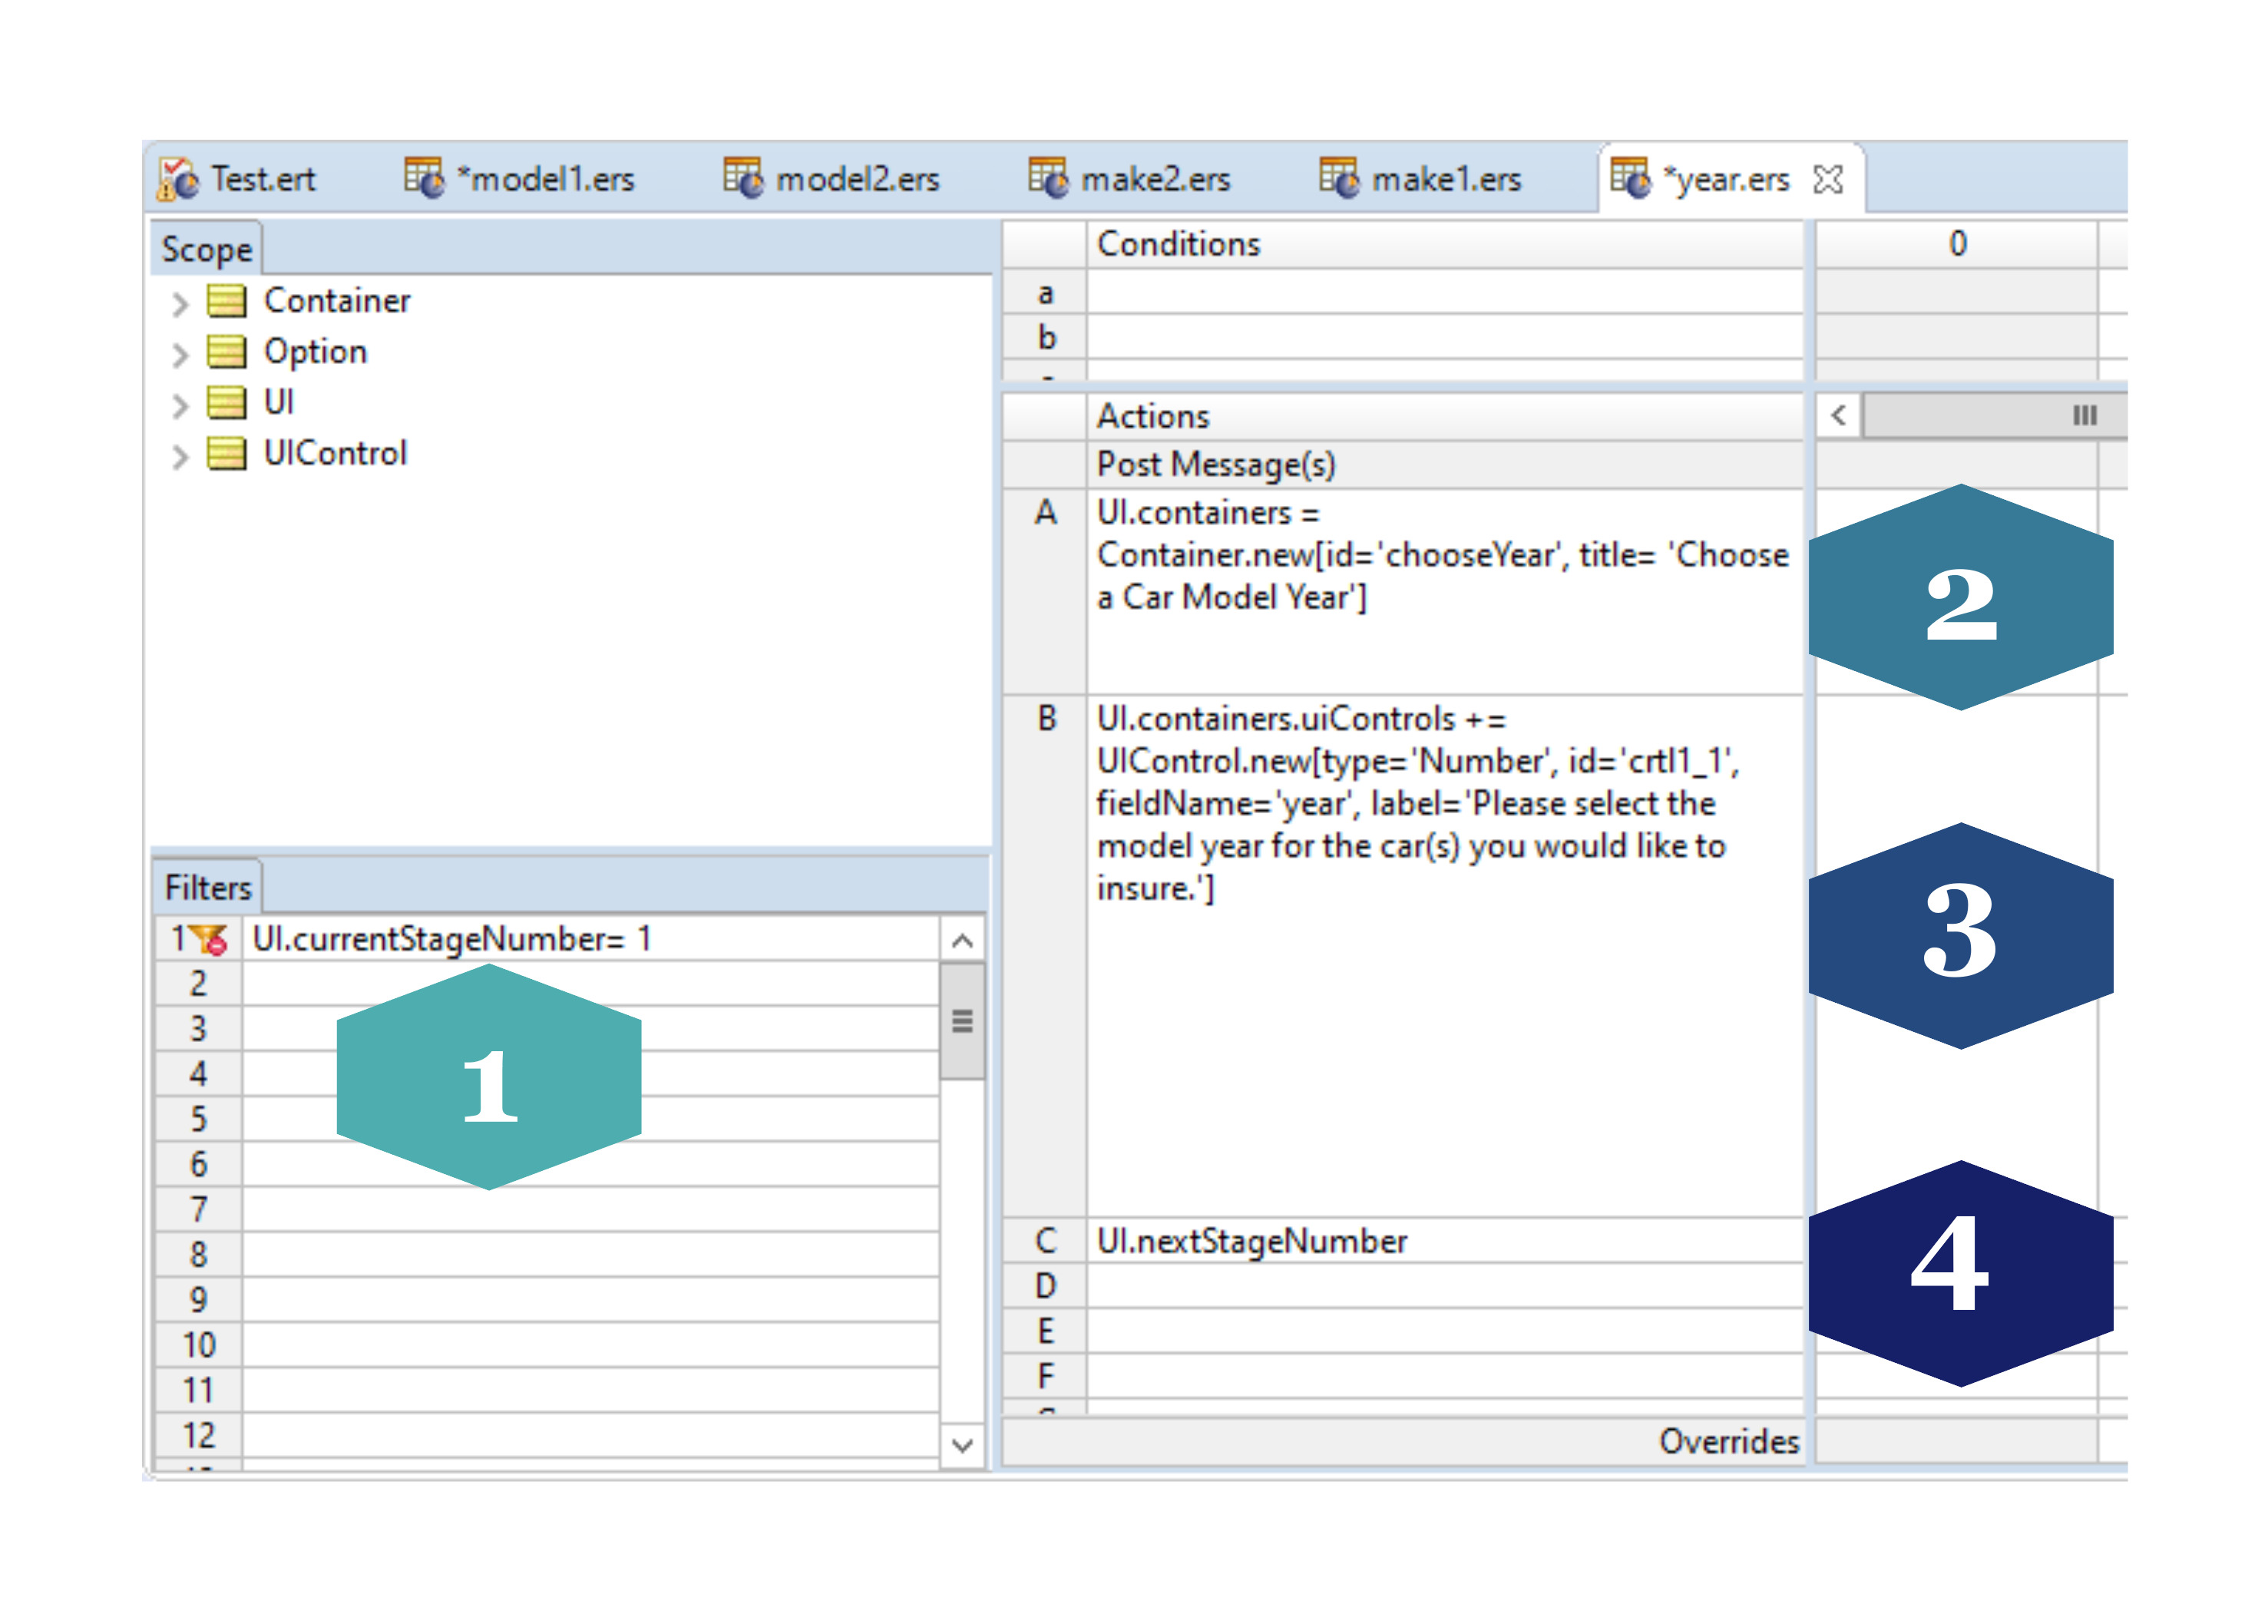 Test.ert *model1.ers model2.ers make2.ers make1.ers *year.ers
Scope
Container
Option
UI
UIControl
Filters
1 UI.currentStageNumber= 1
2
3
4
5
6
7
8
9
10
11
12
1
Conditions 0
a
b
Actions
Post Message(s)
A UI.containers =
Container.new[id='chooseYear', title= 'Choose
a Car Model Year']
2
B UI.containers.uiControls +=
UIControl.new[type='Number', id='crtl1_1',
fieldName='year', label='Please select the
model year for the car(s) you would like to
insure.']
3
C UI.nextStageNumber
D
E
F
4
Overrides